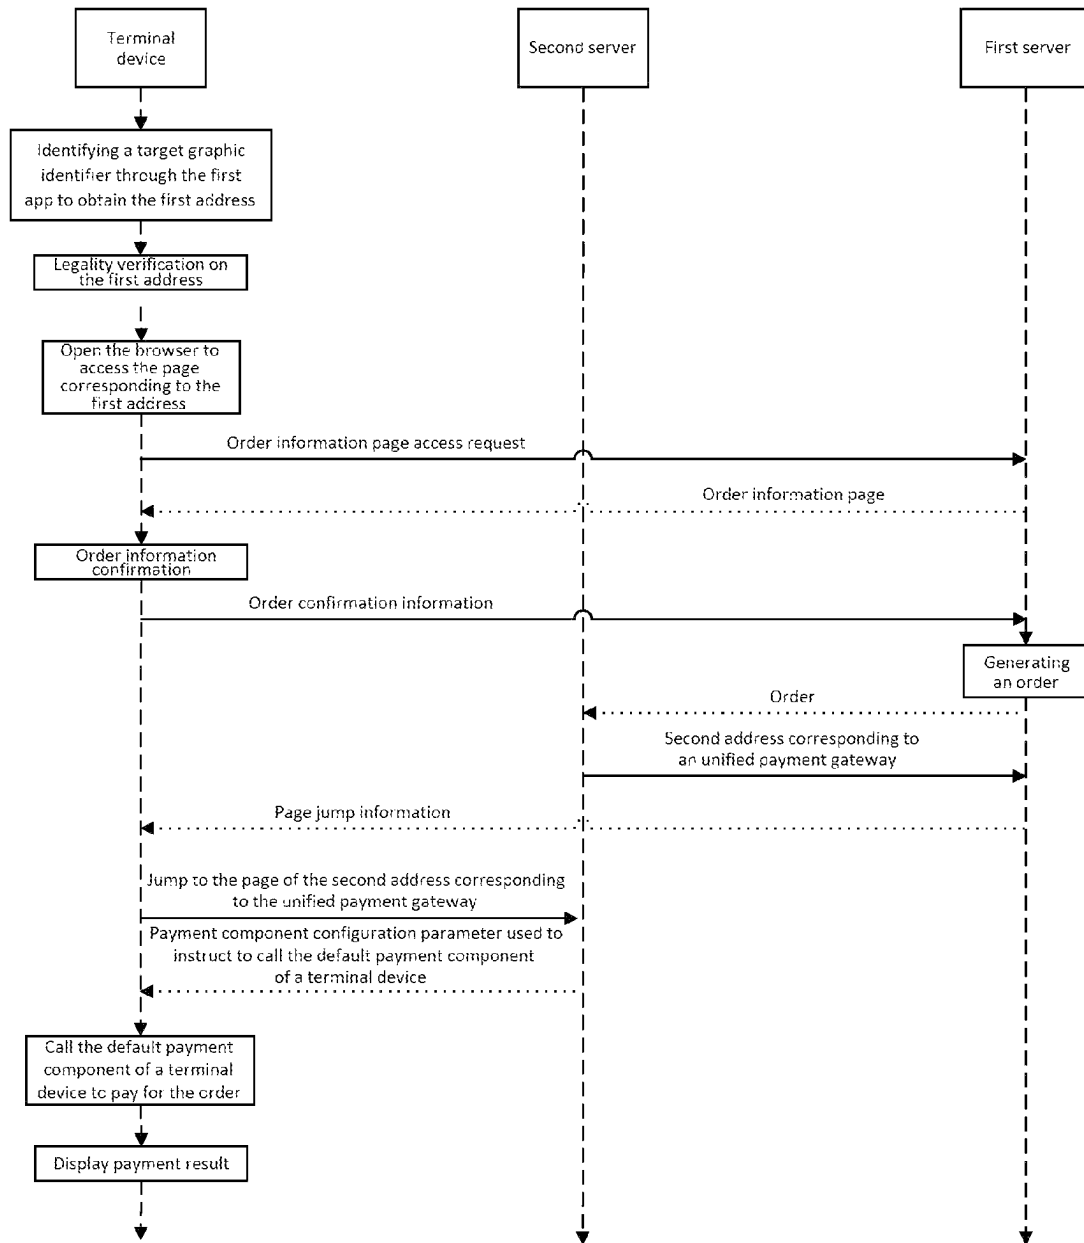 Terminal
device
Second server
First server
Identifying a target graphic
identifier through the first
app to obtain the first address
Legality verification on
the first address
Open the browser to
access the page
corresponding to the
first address
Order information page access request
Order information page
Order information
confirmation
Order confirmation information
Generating
an order
Order
Second address corresponding to
an unified payment gateway
Page jump information
Jump to the page of the second address corresponding
to the unified payment gateway
Payment component configuration parameter used to
instruct to call the default payment component
of a terminal device
Call the default payment
component of a terminal
device to pay for the order
Display payment result